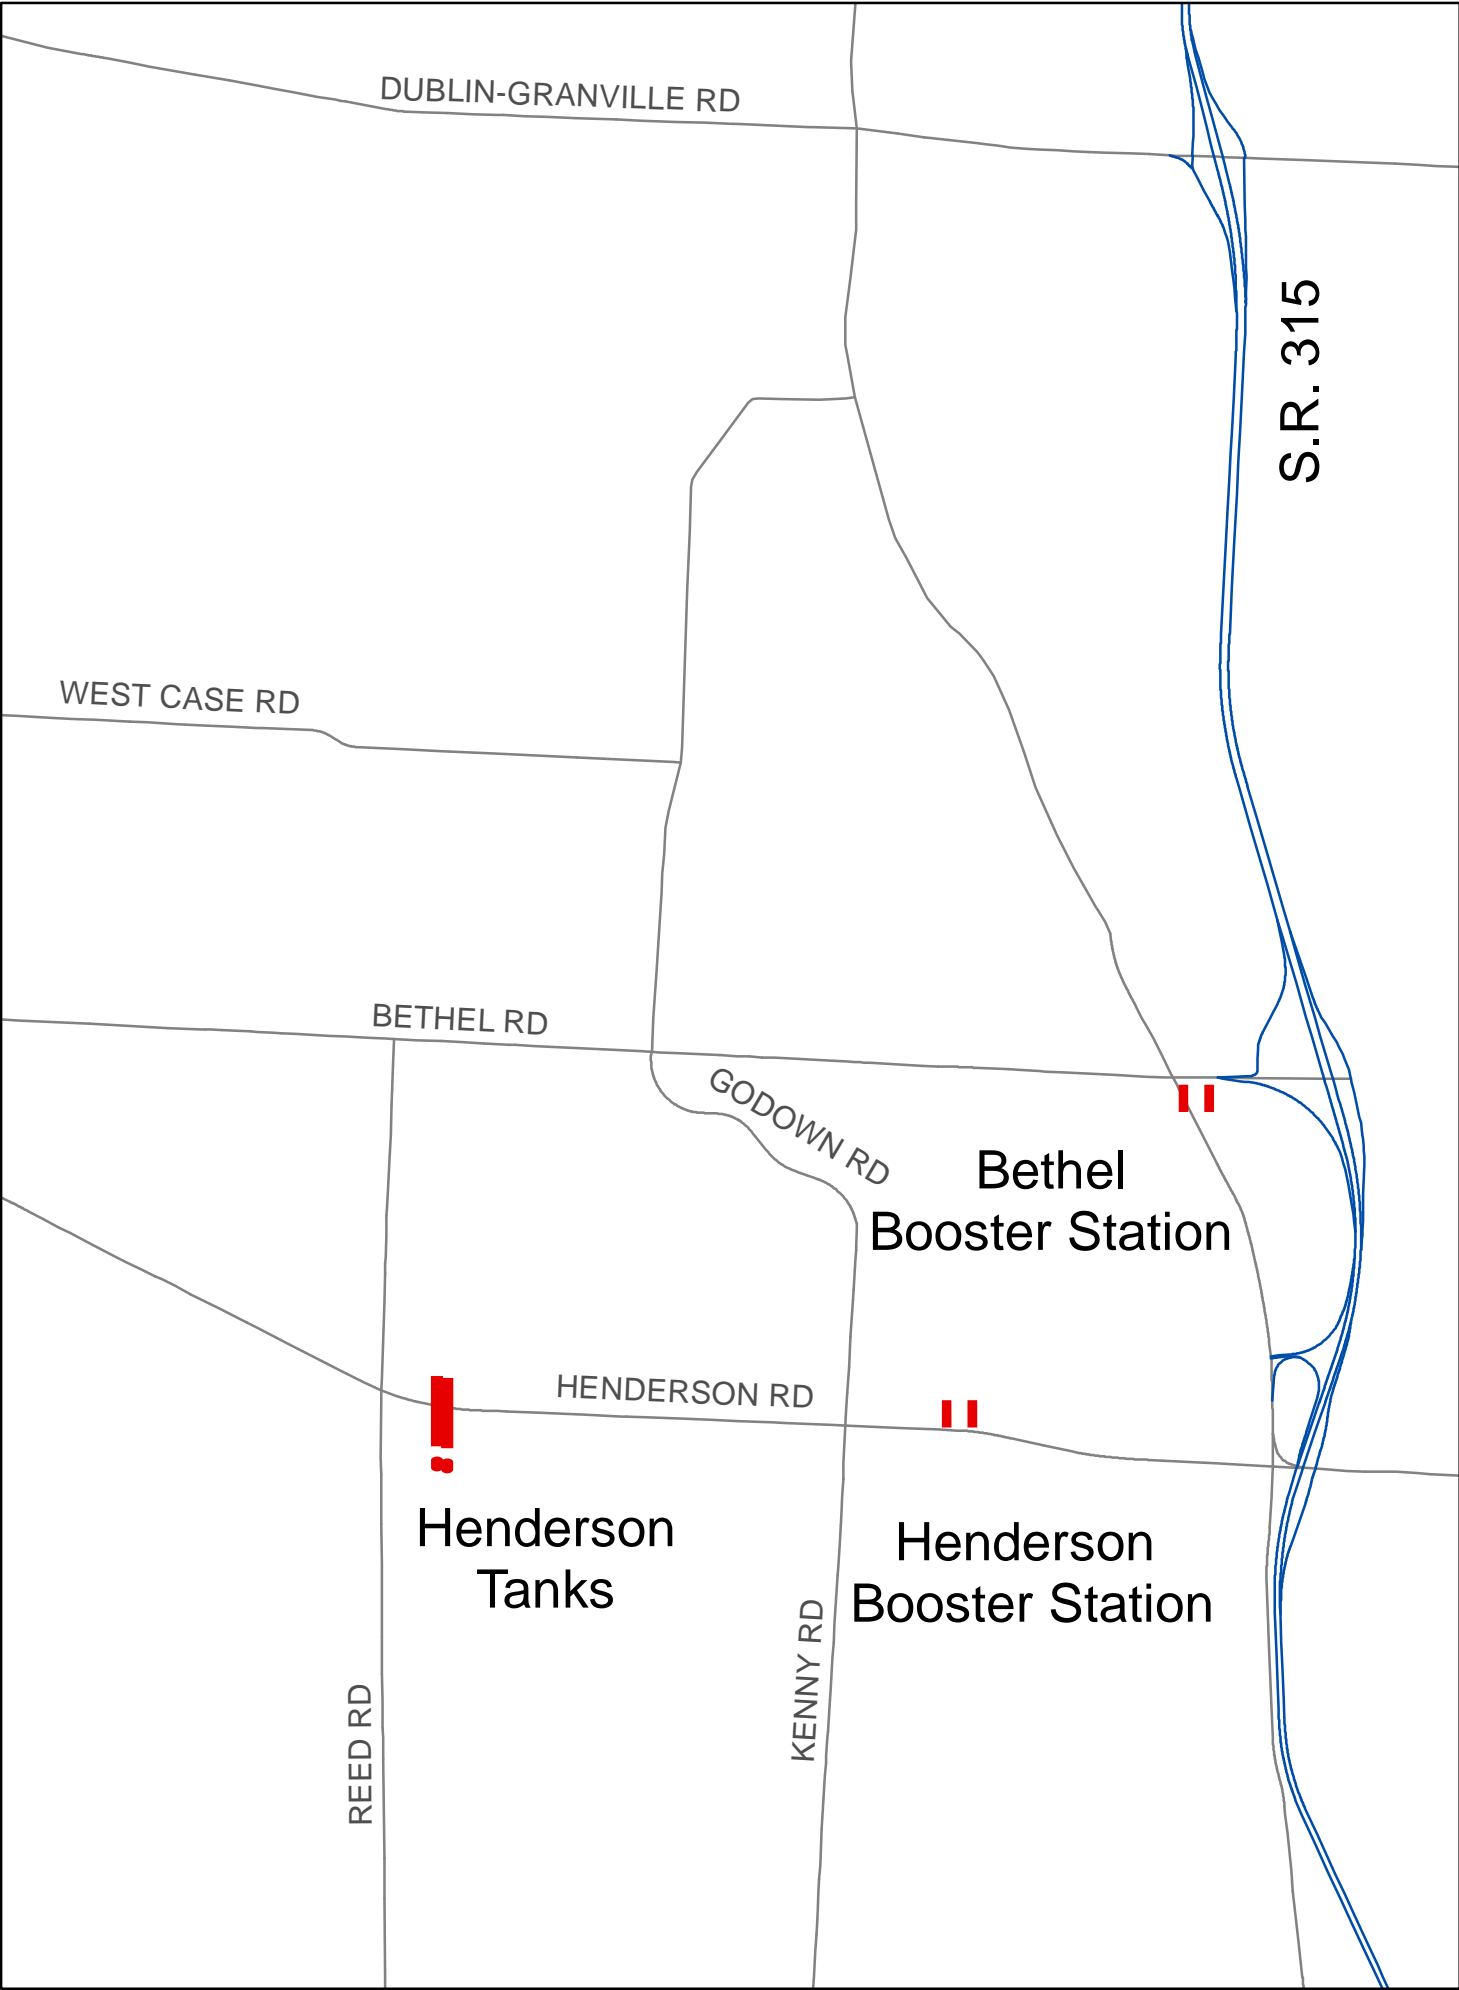 DUBLIN-GRANVILLE RD
S.R. 315
WEST CASE RD
BETHEL RD
GODOWN RD
Bethel
Booster Station
HENDERSON RD
Henderson
Tanks
Henderson
Booster Station
KENNY RD
REED RD